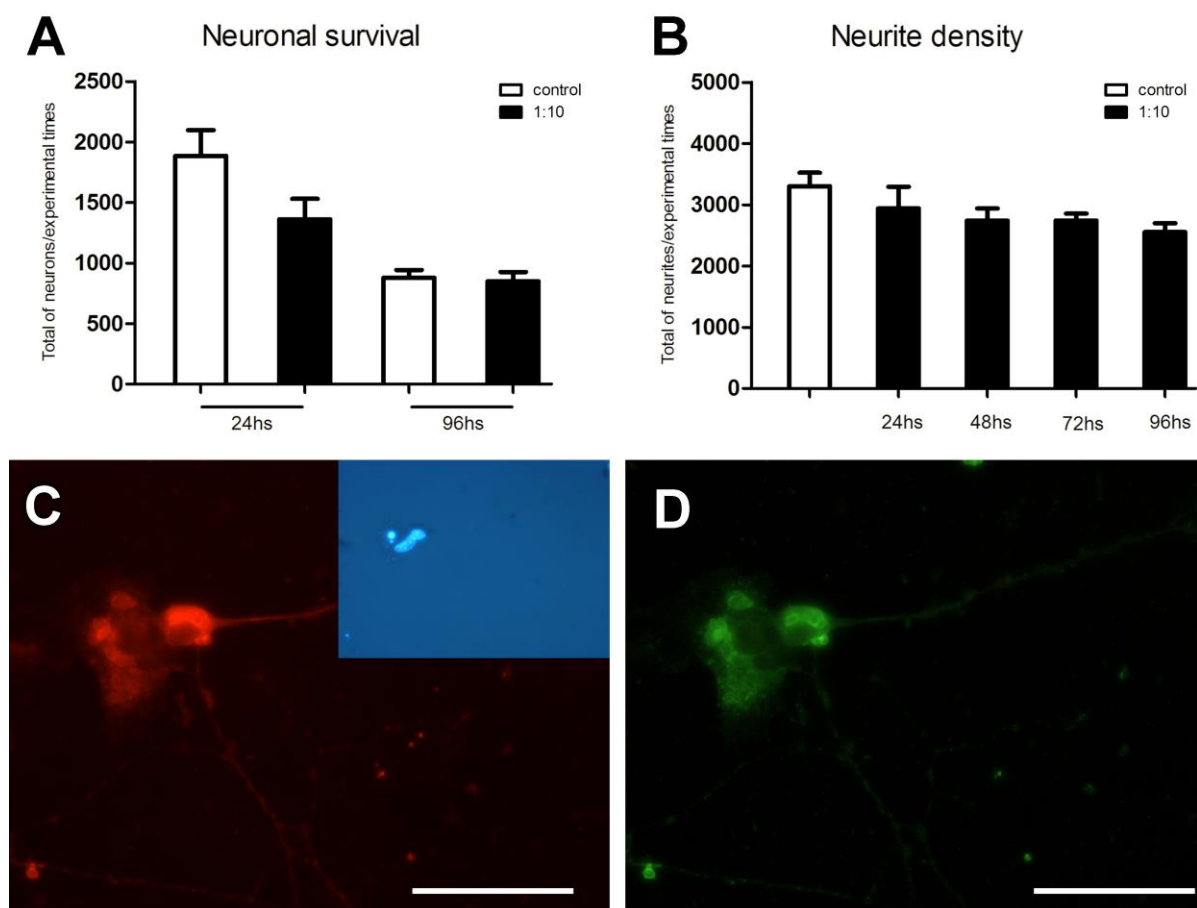 A
Neuronal survival
Total of neurons/experimental times
2500
2000
1500
1000
500
0
control
1:10
24hs
96hs
B
Neurite density
Total of neurites/experimental times
5000
4000
3000
2000
1000
0
control
1:10
24hs
48hs
72hs
96hs
C
D